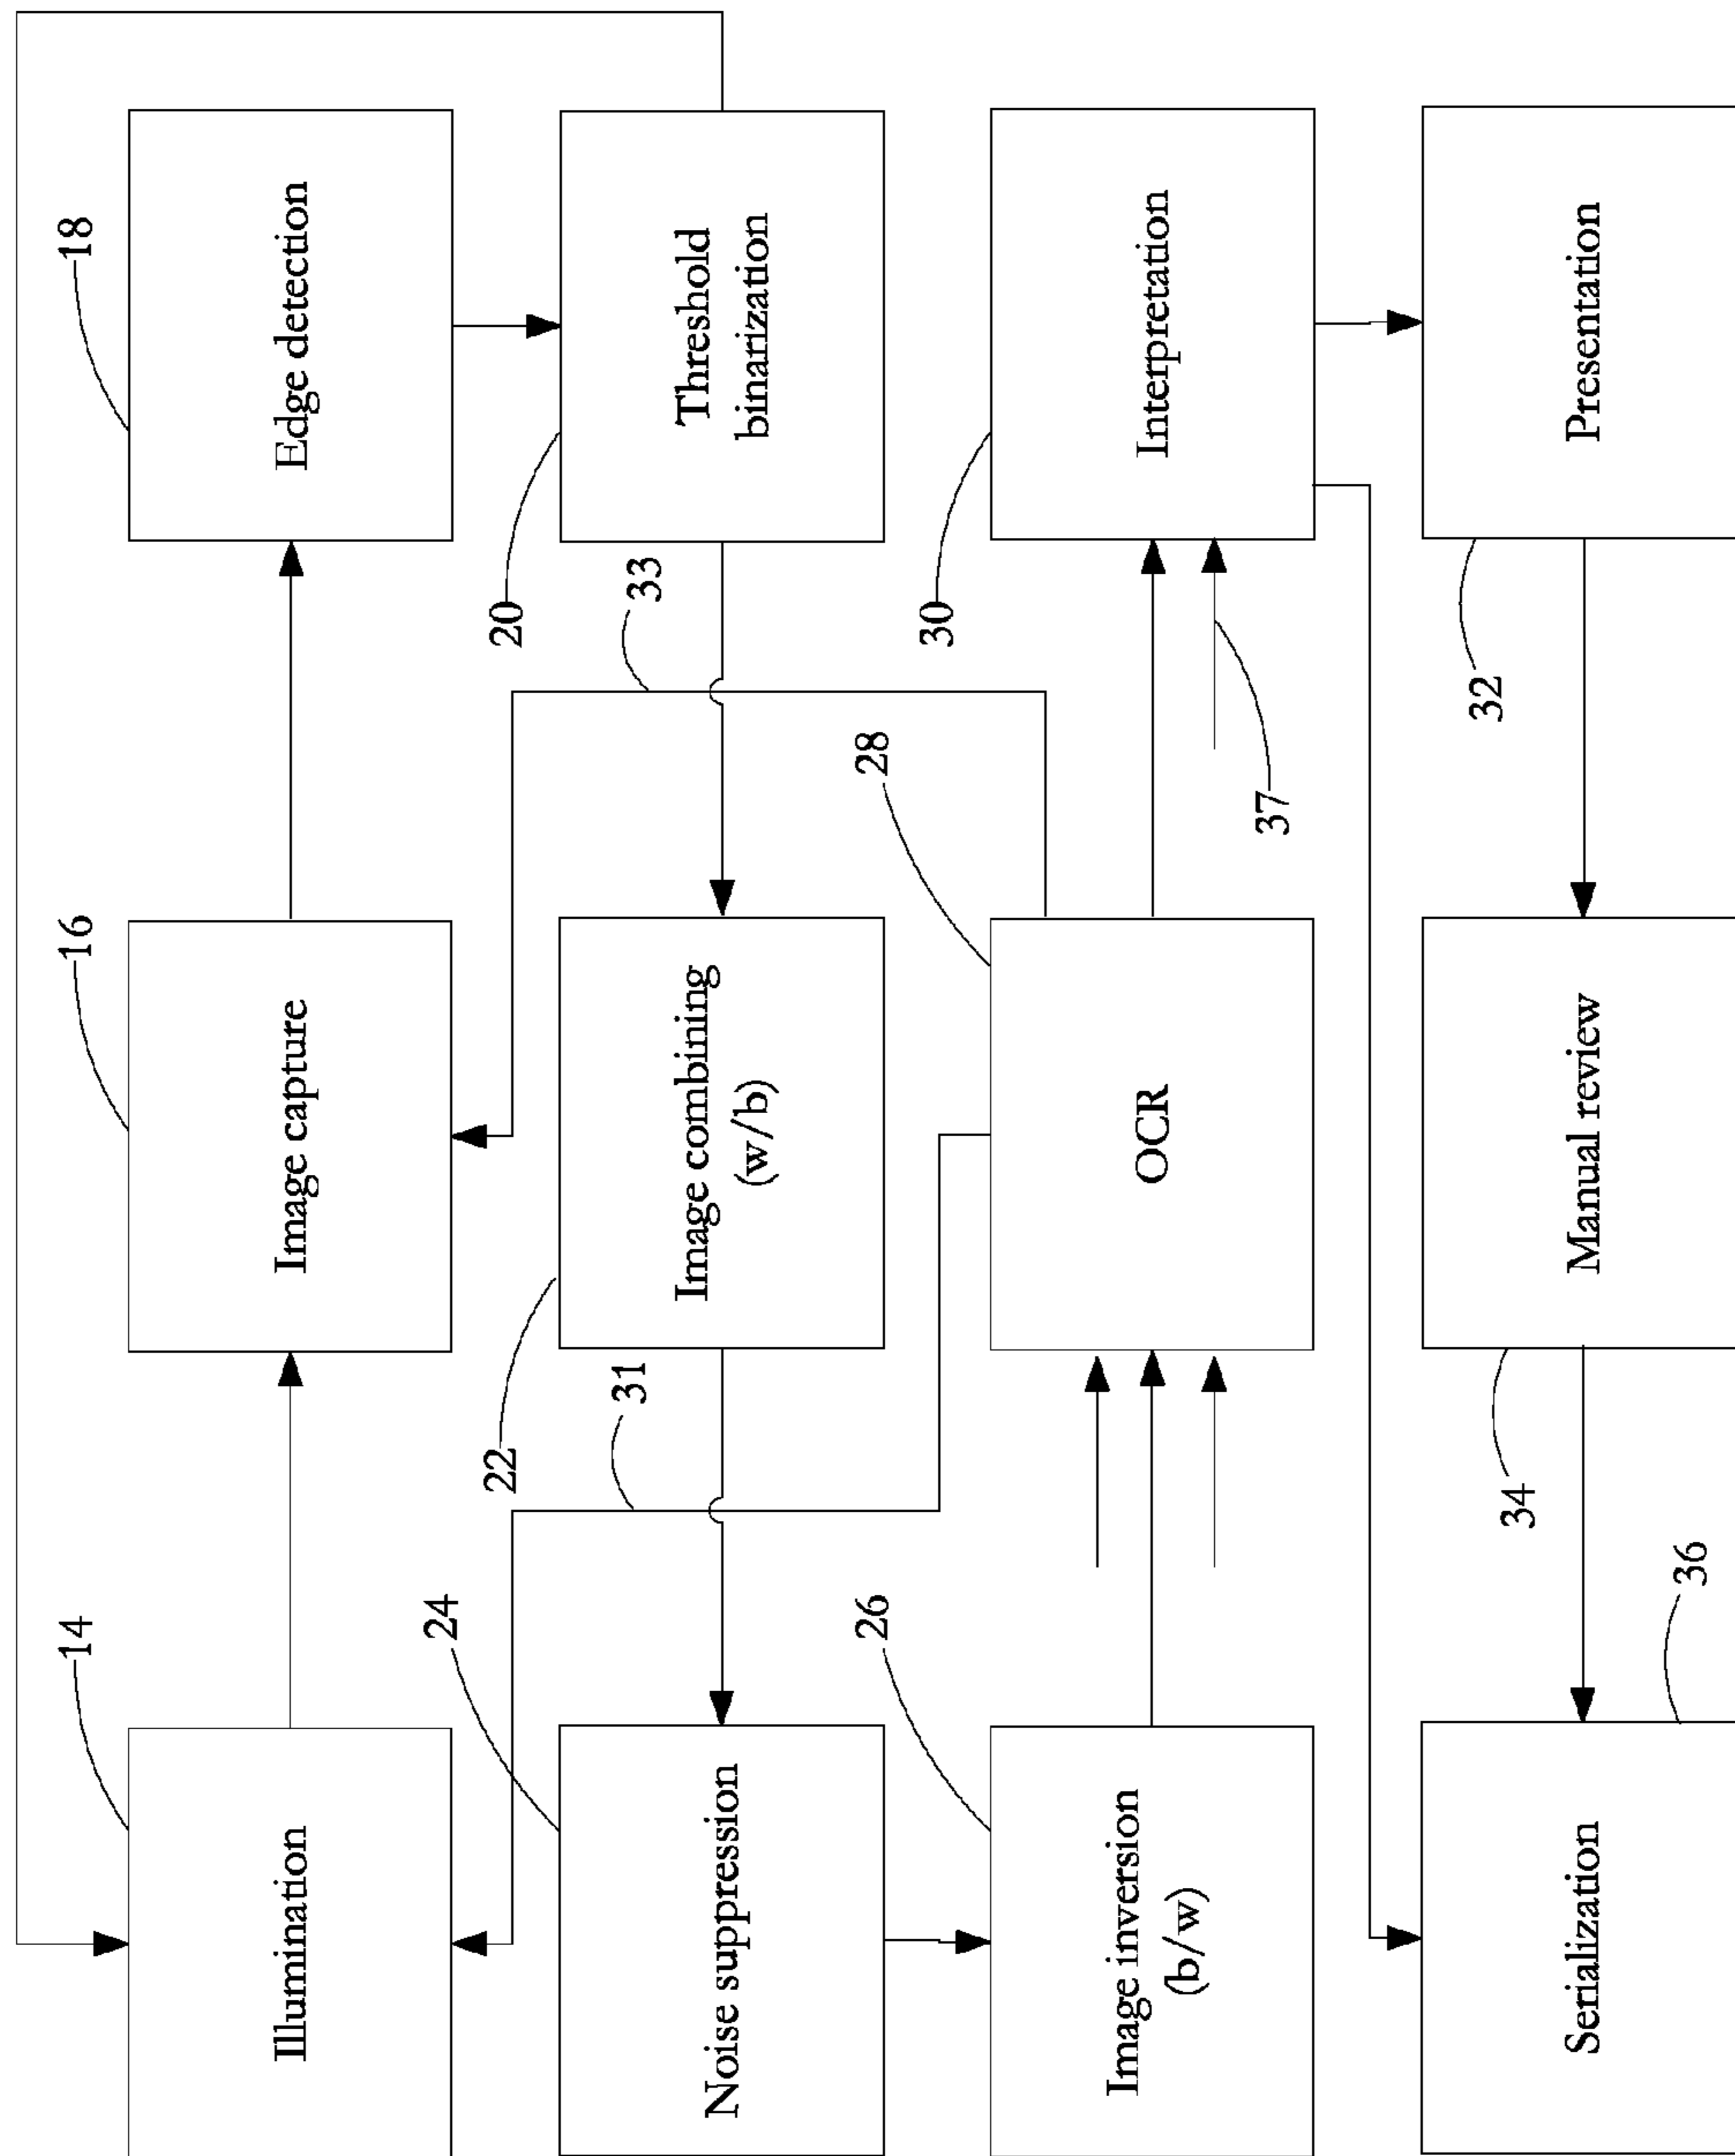 14
Illumination
16
Image capture
18
Edge detection
24
Noise suppression
31
22
Image combining
(w/b)
33
20
Threshold
binarization
26
Image inversion
(b/w)
28
OCR
37
30
Interpretation
36
Serialization
34
Manual review
32
Presentation